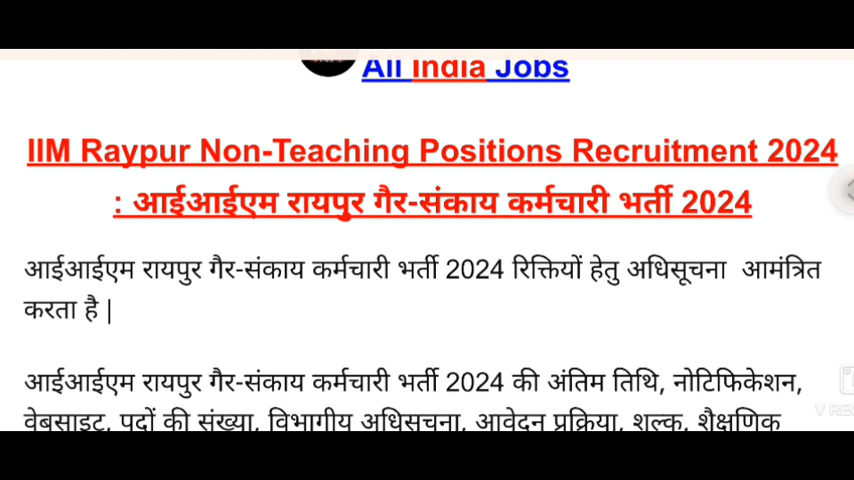 All India Jobs
IIM Raypur Non-Teaching Positions Recruitment 2024
: आईआईएम रायपुर गैर-संकाय कर्मचारी भर्ती 2024
आईआईएम रायपुर गैर-संकाय कर्मचारी भर्ती 2024 रिक्तियों हेतु अधिसूचना आमंत्रित
करता है |
आईआईएम रायपुर गैर-संकाय कर्मचारी भर्ती 2024 की अंतिम तिथि, नोटिफिकेशन,
वेबसाइट, पदों की संख्या, विभागीय अधिसूचना, आवेदन प्रक्रिया, शुल्क, शैक्षणिक